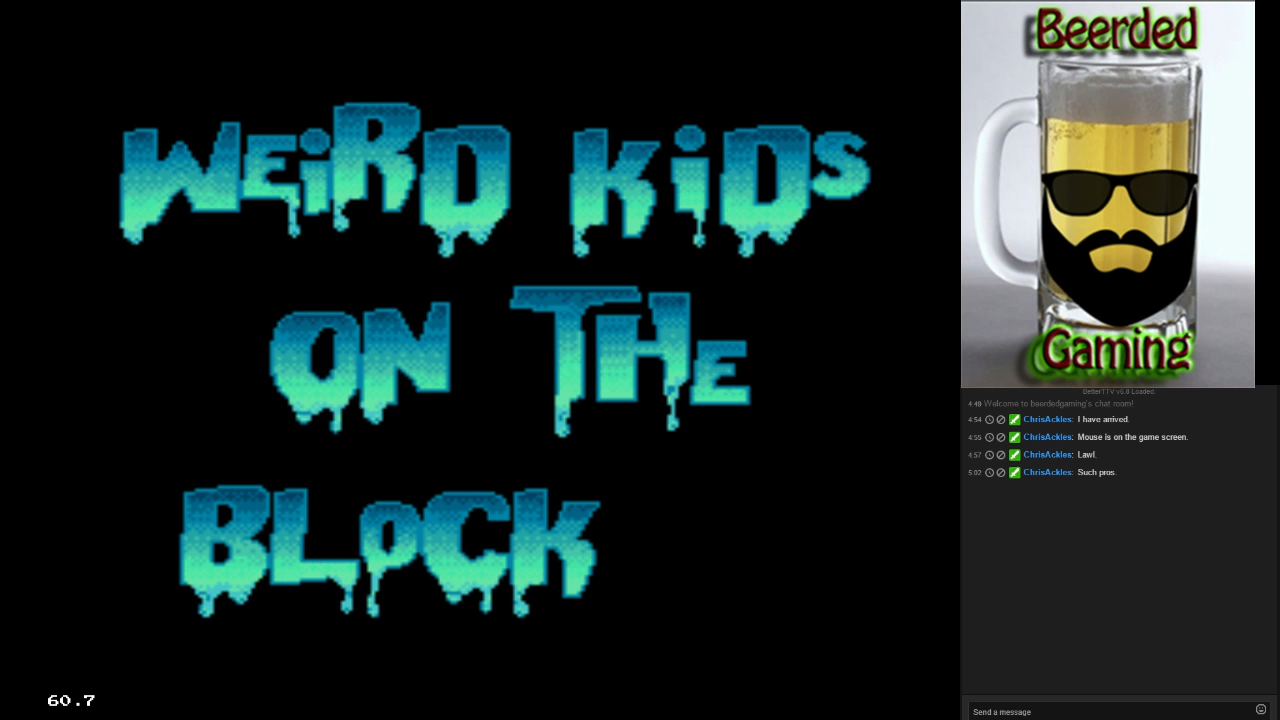 WEiRD KiDS
ON THE
BLoCK
60.7
Beerded
Gaming
BetterTTV v6.8 Loaded.
4:48 Welcome to beerdedgaming's chat room!
4:54 ChrisAckles: I have arrived.
4:55 ChrisAckles: Mouse is on the game screen.
4:57 ChrisAckles: Lawl.
5:02 ChrisAckles: Such pros.
Send a message